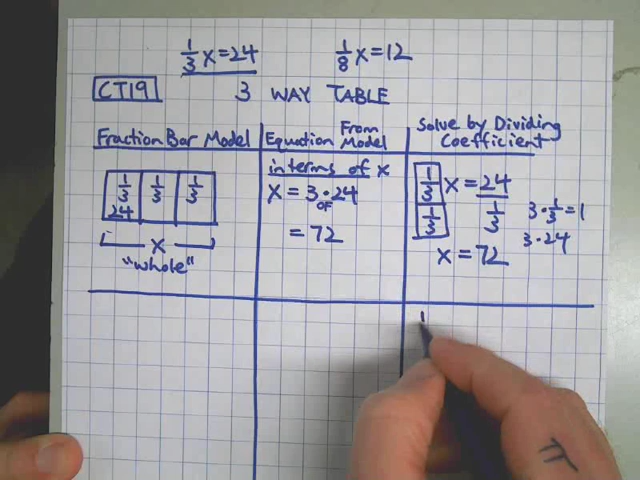 1/3 x = 24
1/8 x = 12
CT19
3 WAY TABLE
Fraction Bar Model
Equation From Model
Solve by Dividing Coefficient
1/3 1/3 1/3
24
x
"whole"
in terms of x
x = 3 · 24
OF
= 72
1/3 x = 24
1/3 1/3
3 · 1/3 = 1
3 · 24
x = 72